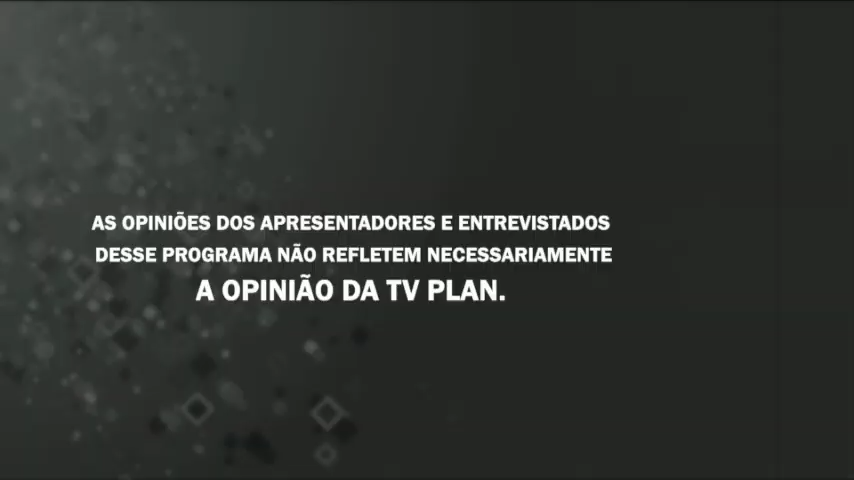 AS OPINIÕES DOS APRESENTADORES E ENTREVISTADOS
DESSE PROGRAMA NÃO REFLETEM NECESSARIAMENTE
A OPINIÃO DA TV PLAN.